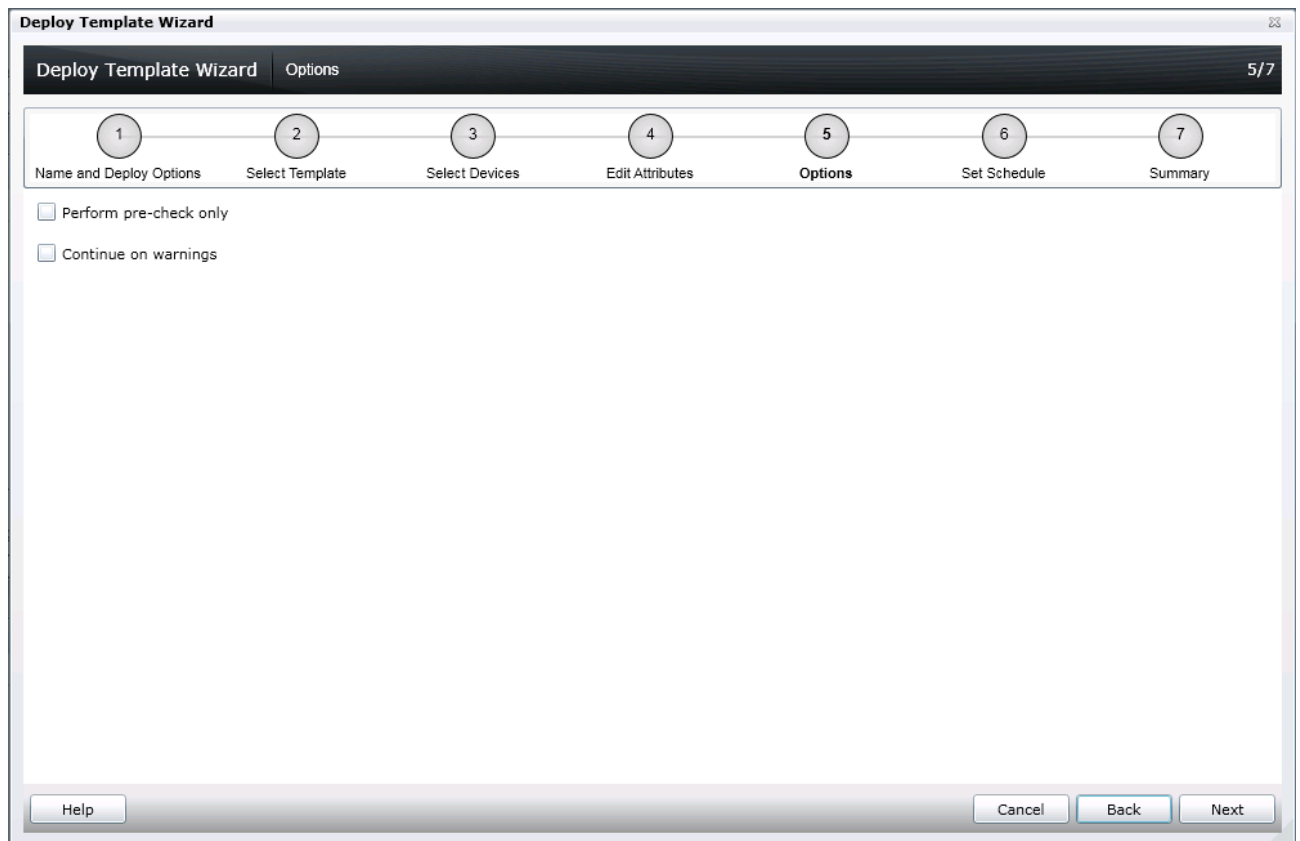 Deploy Template Wizard
Deploy Template Wizard Options 5/7
1 2 3 4 5 6 7
Name and Deploy Options Select Template Select Devices Edit Attributes Options Set Schedule Summary
Perform pre-check only
Continue on warnings
Help Cancel Back Next